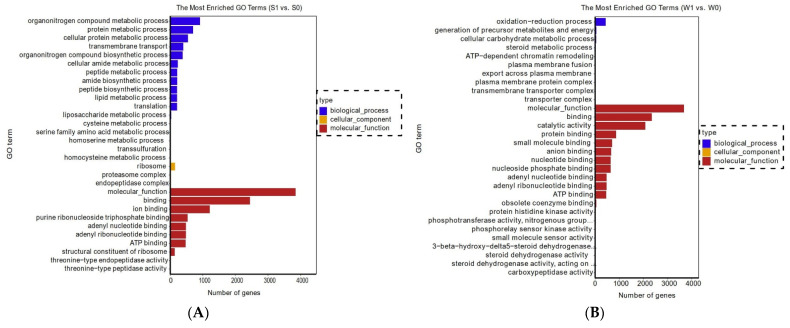 The Most Enriched GO Terms (S1 vs. S0)
organonitrogen compound metabolic process
protein metabolic process
cellular protein metabolic process
transmembrane transport
organonitrogen compound biosynthetic process
cellular amide metabolic process
peptide metabolic process
amide biosynthetic process
peptide biosynthetic process
lipid metabolic process
translation
liposaccharide metabolic process
cysteine metabolic process
serine family amino acid metabolic process
homoserine metabolic process
transsulfuration
homocysteine metabolic process
ribosome
proteasome complex
endopeptidase complex
molecular_function
binding
ion binding
purine ribonucleoside triphosphate binding
adenyl nucleotide binding
adenyl ribonucleotide binding
ATP binding
structural constituent of ribosome
threonine-type endopeptidase activity
threonine-type peptidase activity
GO term
0 1000 2000 3000 4000
Number of genes
type
biological_process
cellular_component
molecular_function
(A)
The Most Enriched GO Terms (W1 vs. W0)
oxidation-reduction process
generation of precursor metabolites and energy
cellular carbohydrate metabolic process
steroid metabolic process
ATP-dependent chromatin remodeling
plasma membrane fusion
export across plasma membrane
plasma membrane protein complex
transmembrane transporter complex
transporter complex
molecular_function
binding
catalytic activity
protein binding
small molecule binding
anion binding
nucleotide binding
nucleoside phosphate binding
adenyl nucleotide binding
adenyl ribonucleotide binding
ATP binding
obsolete coenzyme binding
protein histidine kinase activity
phosphotransferase activity, nitrogenous group...
phosphorelay sensor kinase activity
small molecule sensor activity
3-beta-hydroxy-delta5-steroid dehydrogenase...
steroid dehydrogenase activity
steroid dehydrogenase activity, acting on ...
carboxypeptidase activity
GO term
0 1000 2000 3000 4000
Number of genes
type
biological_process
cellular_component
molecular_function
(B)